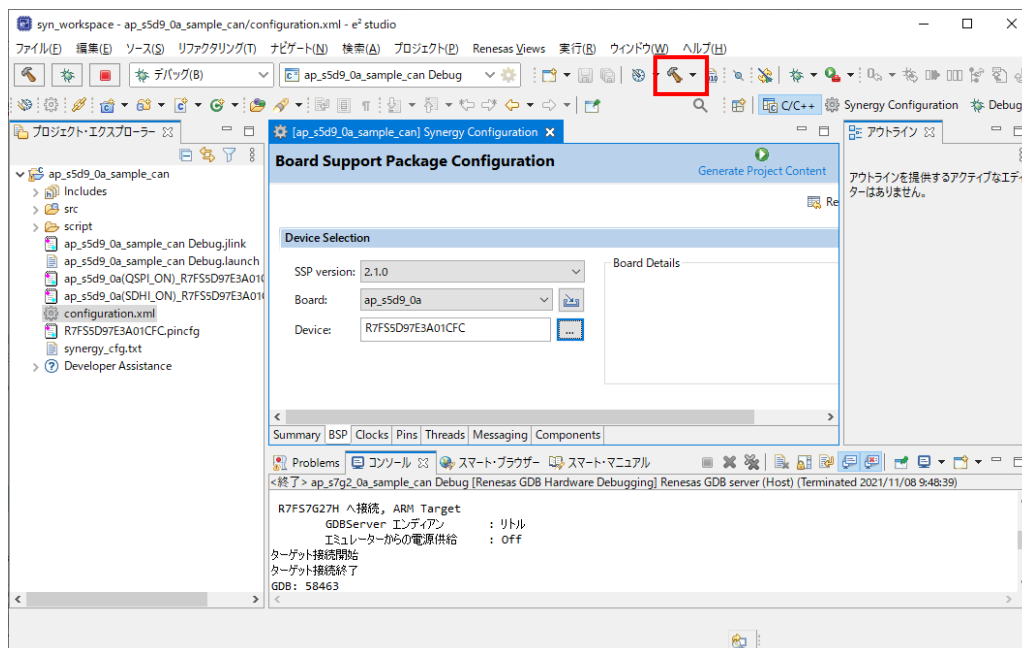 syn_workspace - ap_s5d9_0a_sample_can/configuration.xml - e² studio
ファイル(F) 編集(E) ソース(S) リファクタリング(T) ナビゲート(N) 検索(A) プロジェクト(P) Renesas Views 実行(R) ウィンドウ(W) ヘルプ(H)
デバッグ(B) ap_s5d9_0a_sample_can Debug
C/C++ Synergy Configuration Debug
プロジェクト・エクスプローラー
ap_s5d9_0a_sample_can
Includes
src
script
ap_s5d9_0a_sample_can Debug.jlink
ap_s5d9_0a_sample_can Debug.launch
ap_s5d9_0a(QSPI_ON)_R7FS5D97E3A01C
ap_s5d9_0a(SDHI_ON)_R7FS5D97E3A01C
configuration.xml
R7FS5D97E3A01CFC.pincfg
synergy_cfg.txt
Developer Assistance
[ap_s5d9_0a_sample_can] Synergy Configuration
Board Support Package Configuration
Generate Project Content
Re
Device Selection
SSP version: 2.1.0
Board: ap_s5d9_0a
Device: R7FS5D97E3A01CFC
...
Board Details
Summary BSP Clocks Pins Threads Messaging Components
アウトライン
アウトラインを提供するアクティブなエディ
ターはありません。
Problems コンソール スマート・ブラウザー スマート・マニュアル
<終了> ap_s7g2_0a_sample_can Debug [Renesas GDB Hardware Debugging] Renesas GDB server (Host) (Terminated 2021/11/08 9:48:39)
R7FS7G27H へ接続, ARM Target
GDBServer エンディアン : リトル
エミュレーターからの電源供給 : Off
ターゲット接続開始
ターゲット接続終了
GDB: 58463